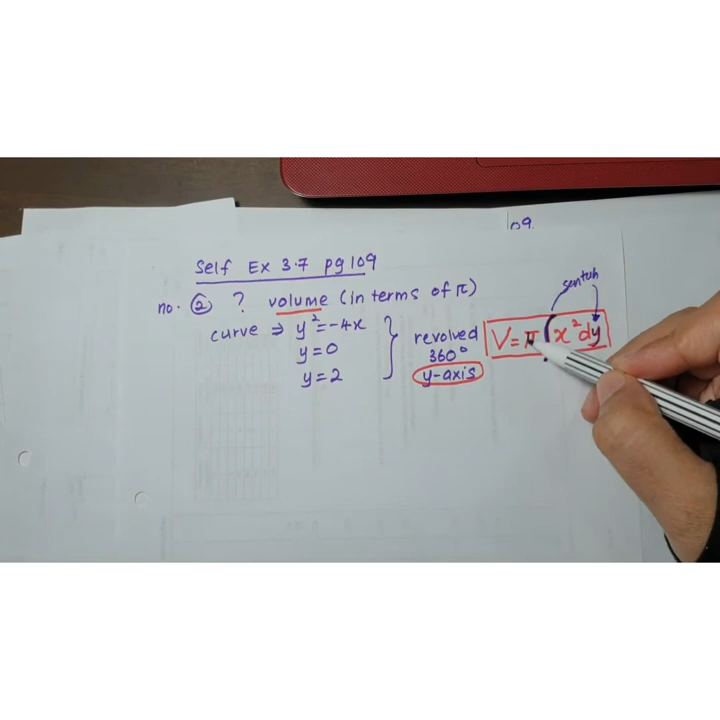 09.
Self Ex 3.7 pg 109
no. ② ? volume (in terms of π)
sentuh
curve ⇒ y² = -4x
y = 0
y = 2
revolved
360°
y-axis
V = π ∫ x² dy